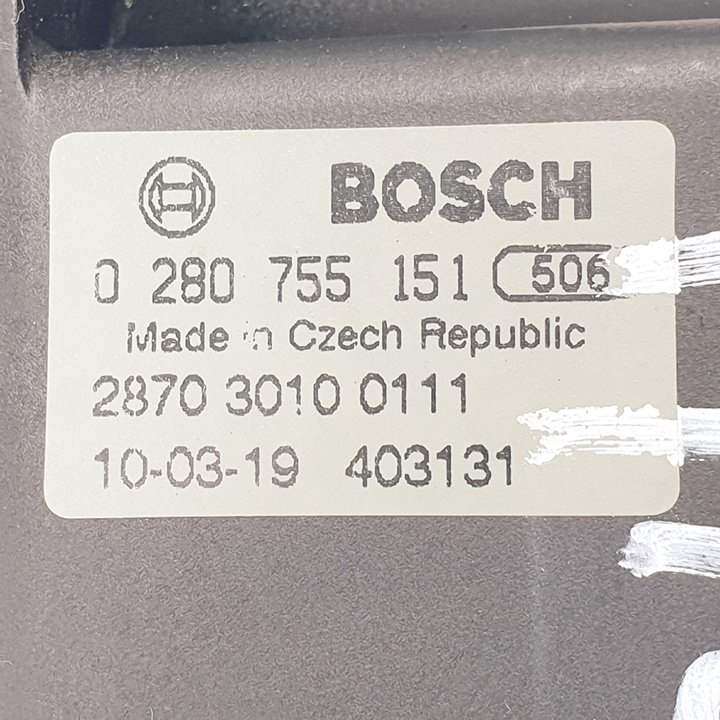 BOSCH
0 280 755 151 506
Made in Czech Republic
2870 3010 0111
10-03-19 403131